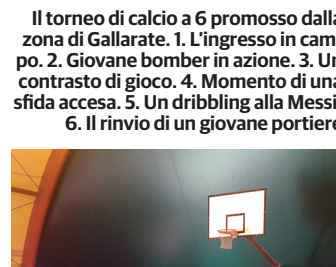 Il torneo di calcio a 6 promosso dalla
zona di Gallarate. 1. L'ingresso in cam
po. 2. Giovane bomber in azione. 3. Un
contrasto di gioco. 4. Momento di una
sfida accesa. 5. Un dribbling alla Messi
6. Il rinvio di un giovane portiere